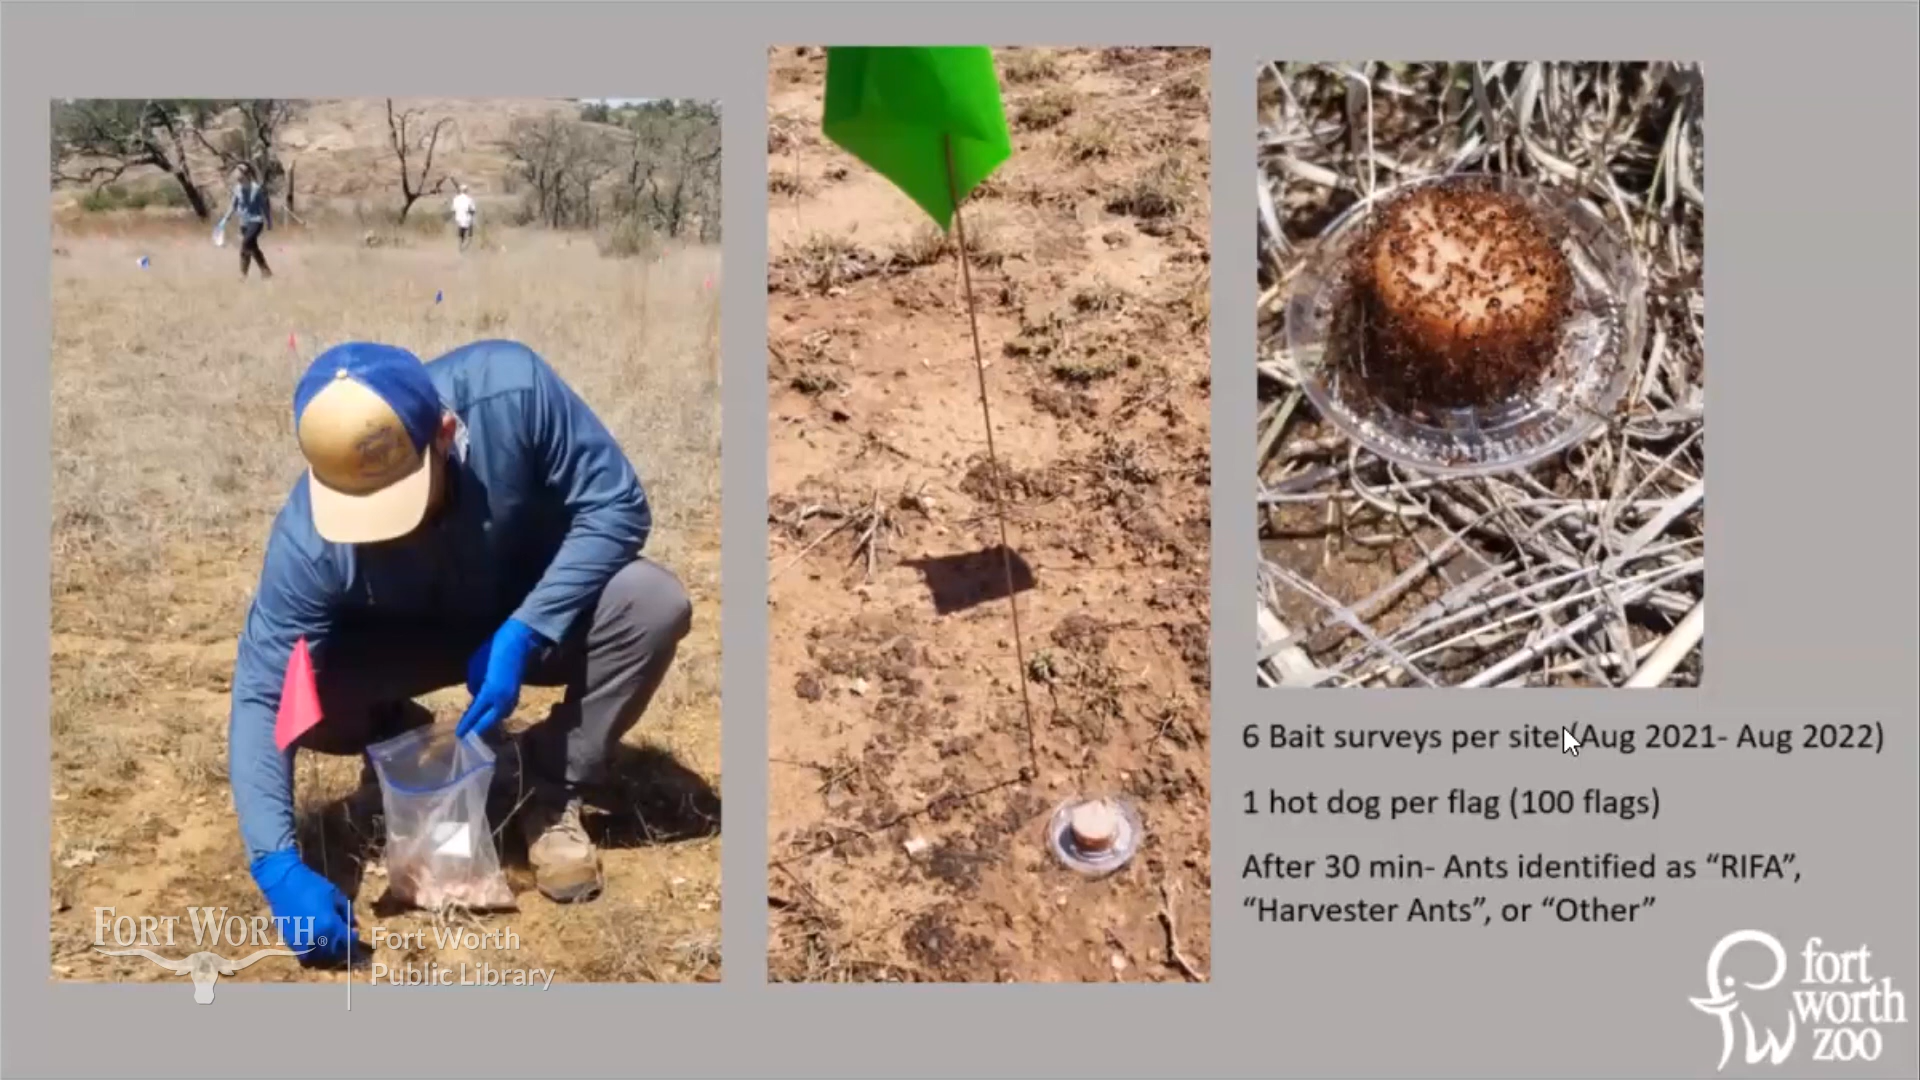 6 Bait surveys per site (Aug 2021- Aug 2022)
1 hot dog per flag (100 flags)
After 30 min- Ants identified as “RIFA”,
“Harvester Ants”, or “Other”
FORT WORTH®
Fort Worth
Public Library
fort
worth
zoo